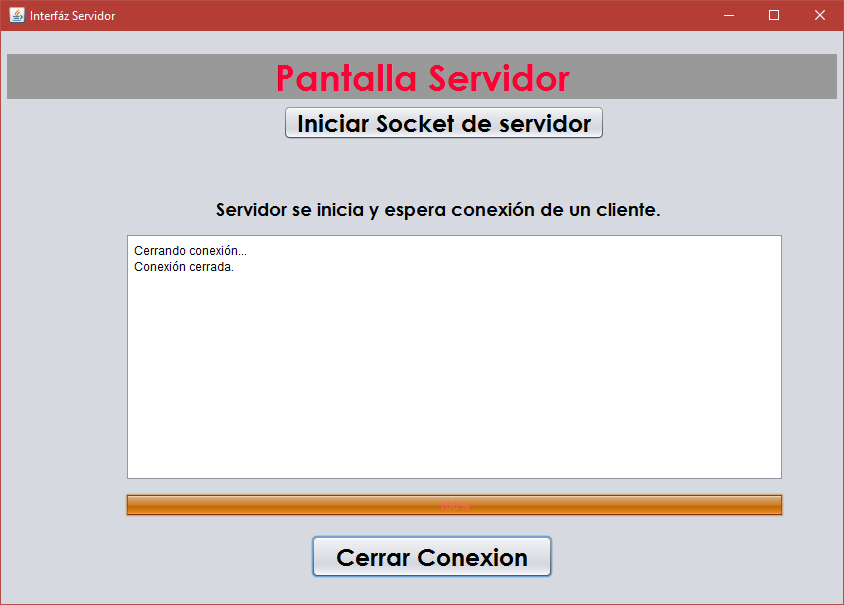 Interfáz Servidor
Pantalla Servidor
Iniciar Socket de servidor
Servidor se inicia y espera conexión de un cliente.
Cerrando conexión...
Conexión cerrada.
100%
Cerrar Conexion